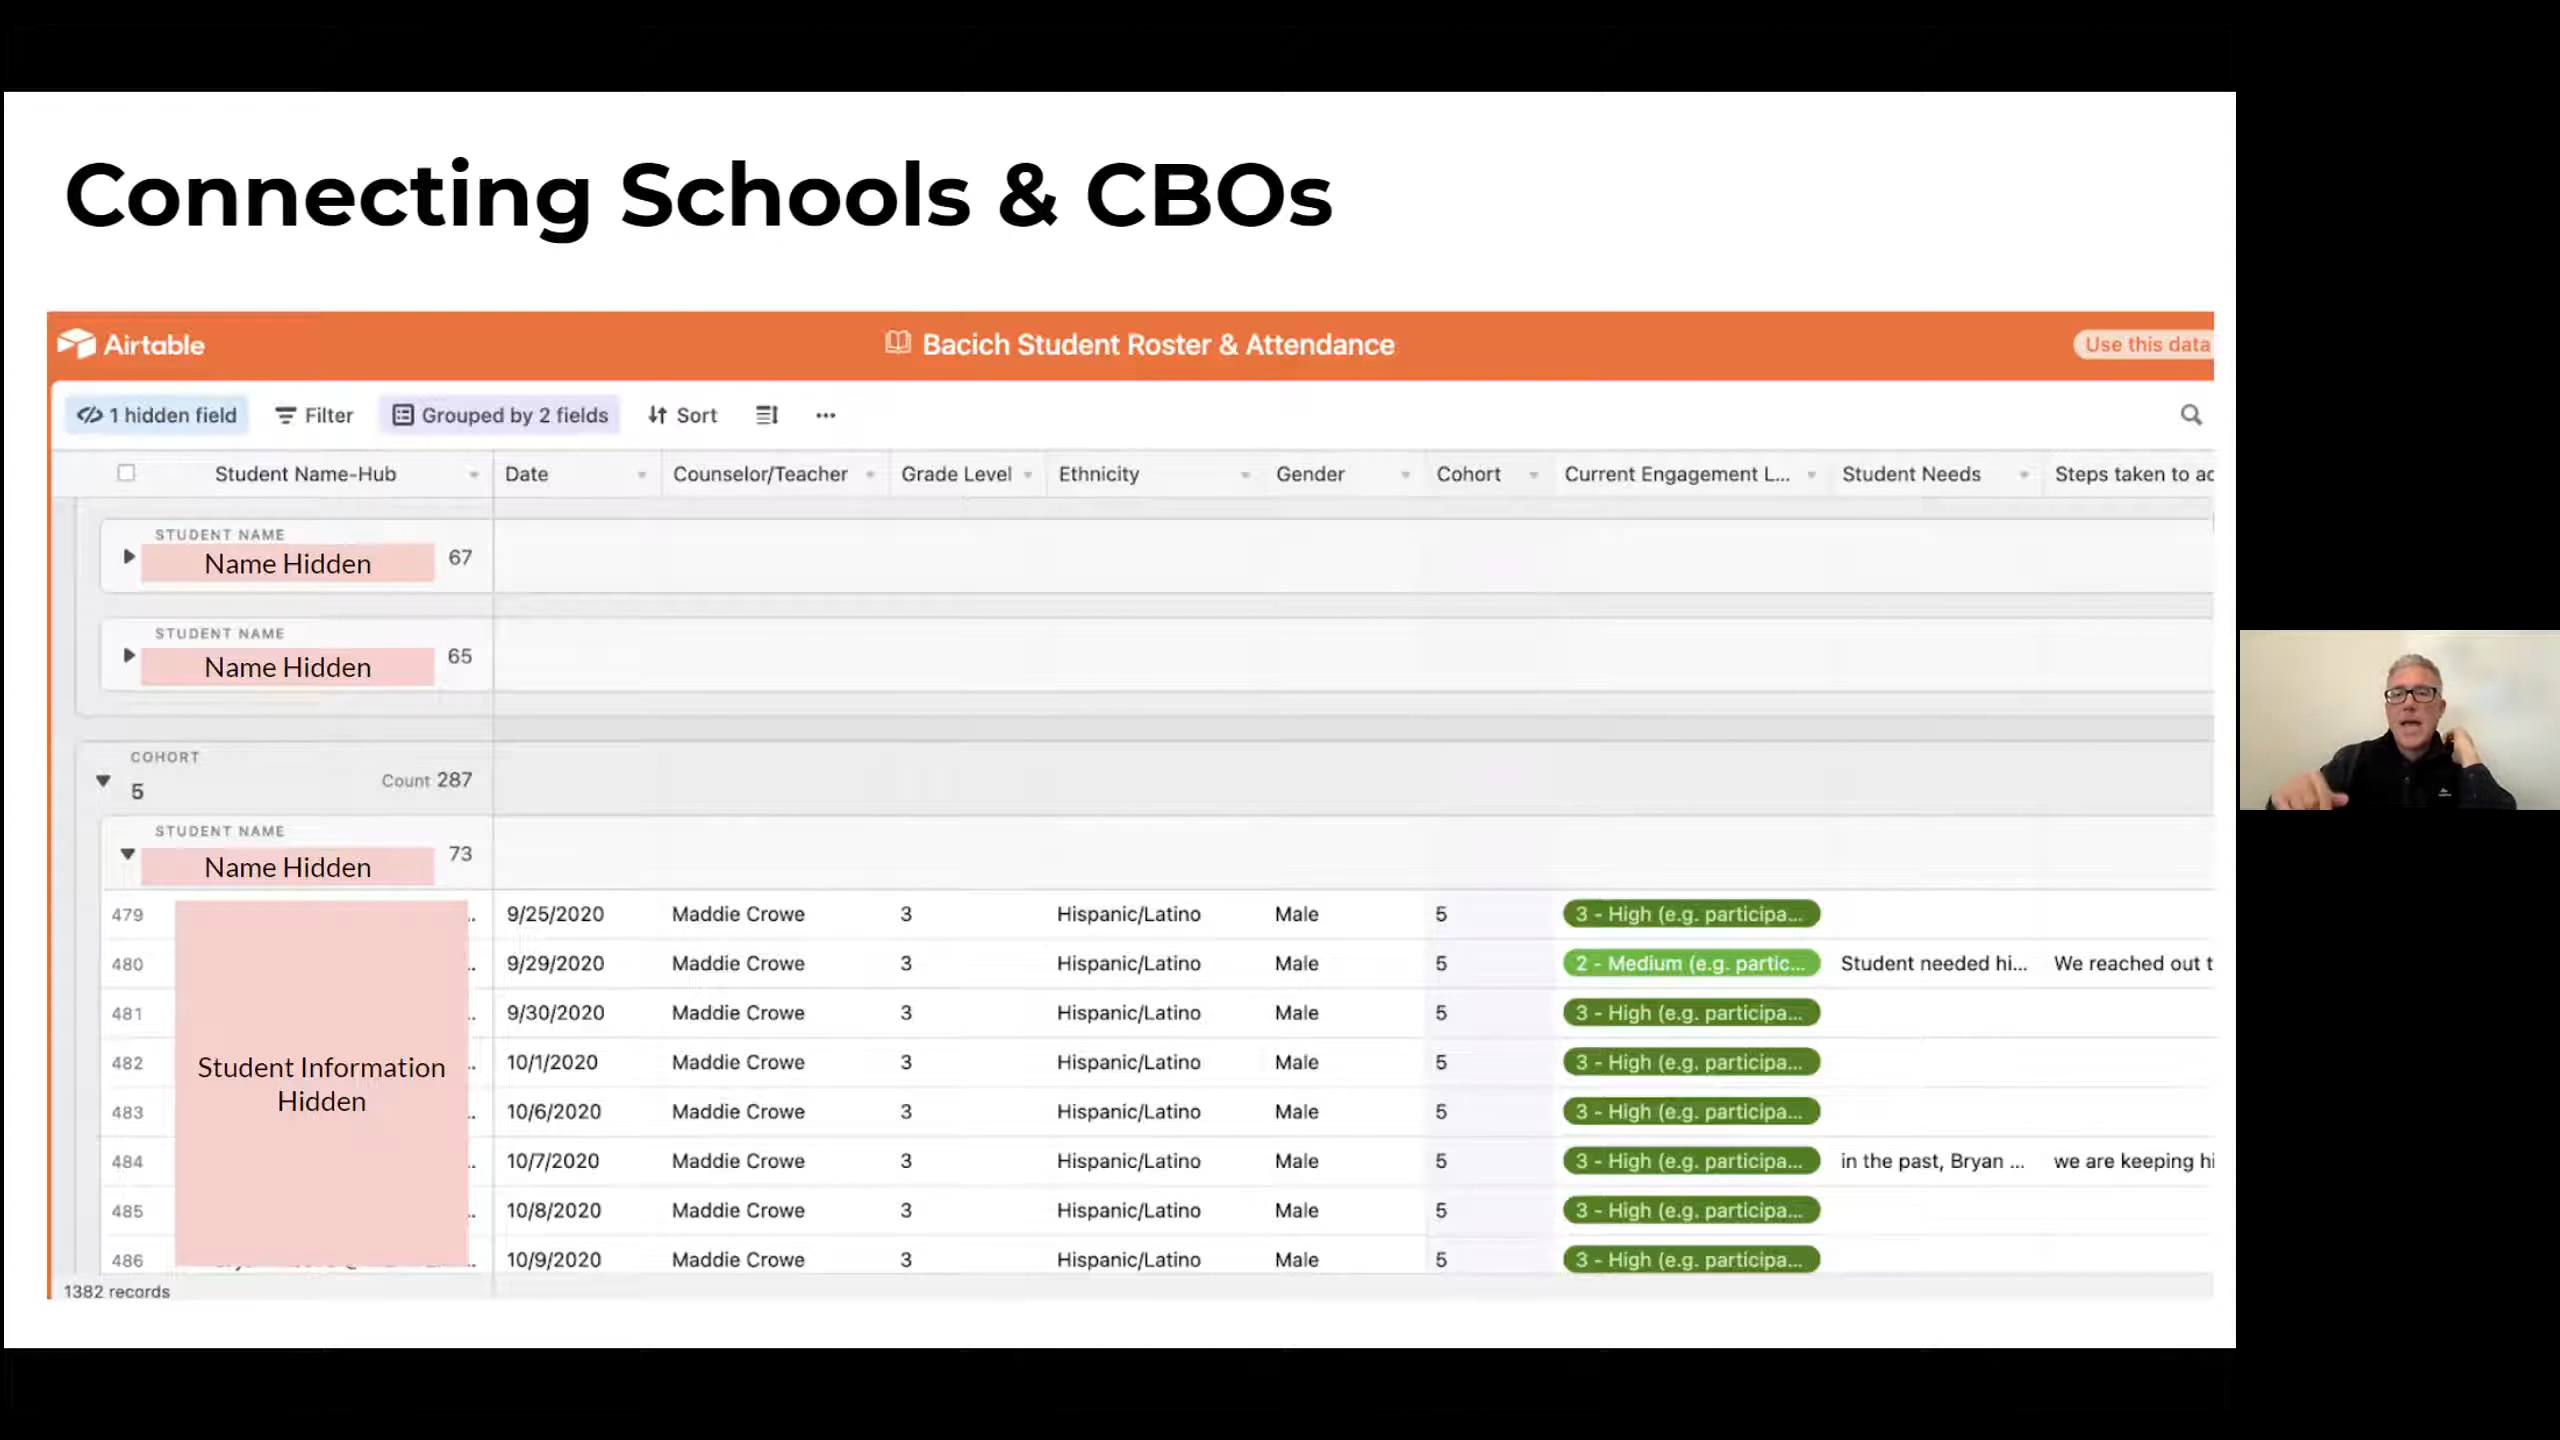 Connecting Schools & CBOs
Airtable
Bacich Student Roster & Attendance
Use this data
1 hidden field Filter Grouped by 2 fields Sort ...
Student Name-Hub Date Counselor/Teacher Grade Level Ethnicity Gender Cohort Current Engagement L... Student Needs Steps taken to ac
STUDENT NAME
Name Hidden 67
STUDENT NAME
Name Hidden 65
COHORT
5 Count 287
STUDENT NAME
Name Hidden 73
479 .. 9/25/2020 Maddie Crowe 3 Hispanic/Latino Male 5 3 - High (e.g. participa...
480 .. 9/29/2020 Maddie Crowe 3 Hispanic/Latino Male 5 2 - Medium (e.g. partic... Student needed hi... We reached out t
481 .. 9/30/2020 Maddie Crowe 3 Hispanic/Latino Male 5 3 - High (e.g. participa...
482 .. 10/1/2020 Maddie Crowe 3 Hispanic/Latino Male 5 3 - High (e.g. participa...
Student Information
Hidden
483 .. 10/6/2020 Maddie Crowe 3 Hispanic/Latino Male 5 3 - High (e.g. participa...
484 .. 10/7/2020 Maddie Crowe 3 Hispanic/Latino Male 5 3 - High (e.g. participa... in the past, Bryan ... we are keeping hi
485 .. 10/8/2020 Maddie Crowe 3 Hispanic/Latino Male 5 3 - High (e.g. participa...
486 .. 10/9/2020 Maddie Crowe 3 Hispanic/Latino Male 5 3 - High (e.g. participa...
1382 records